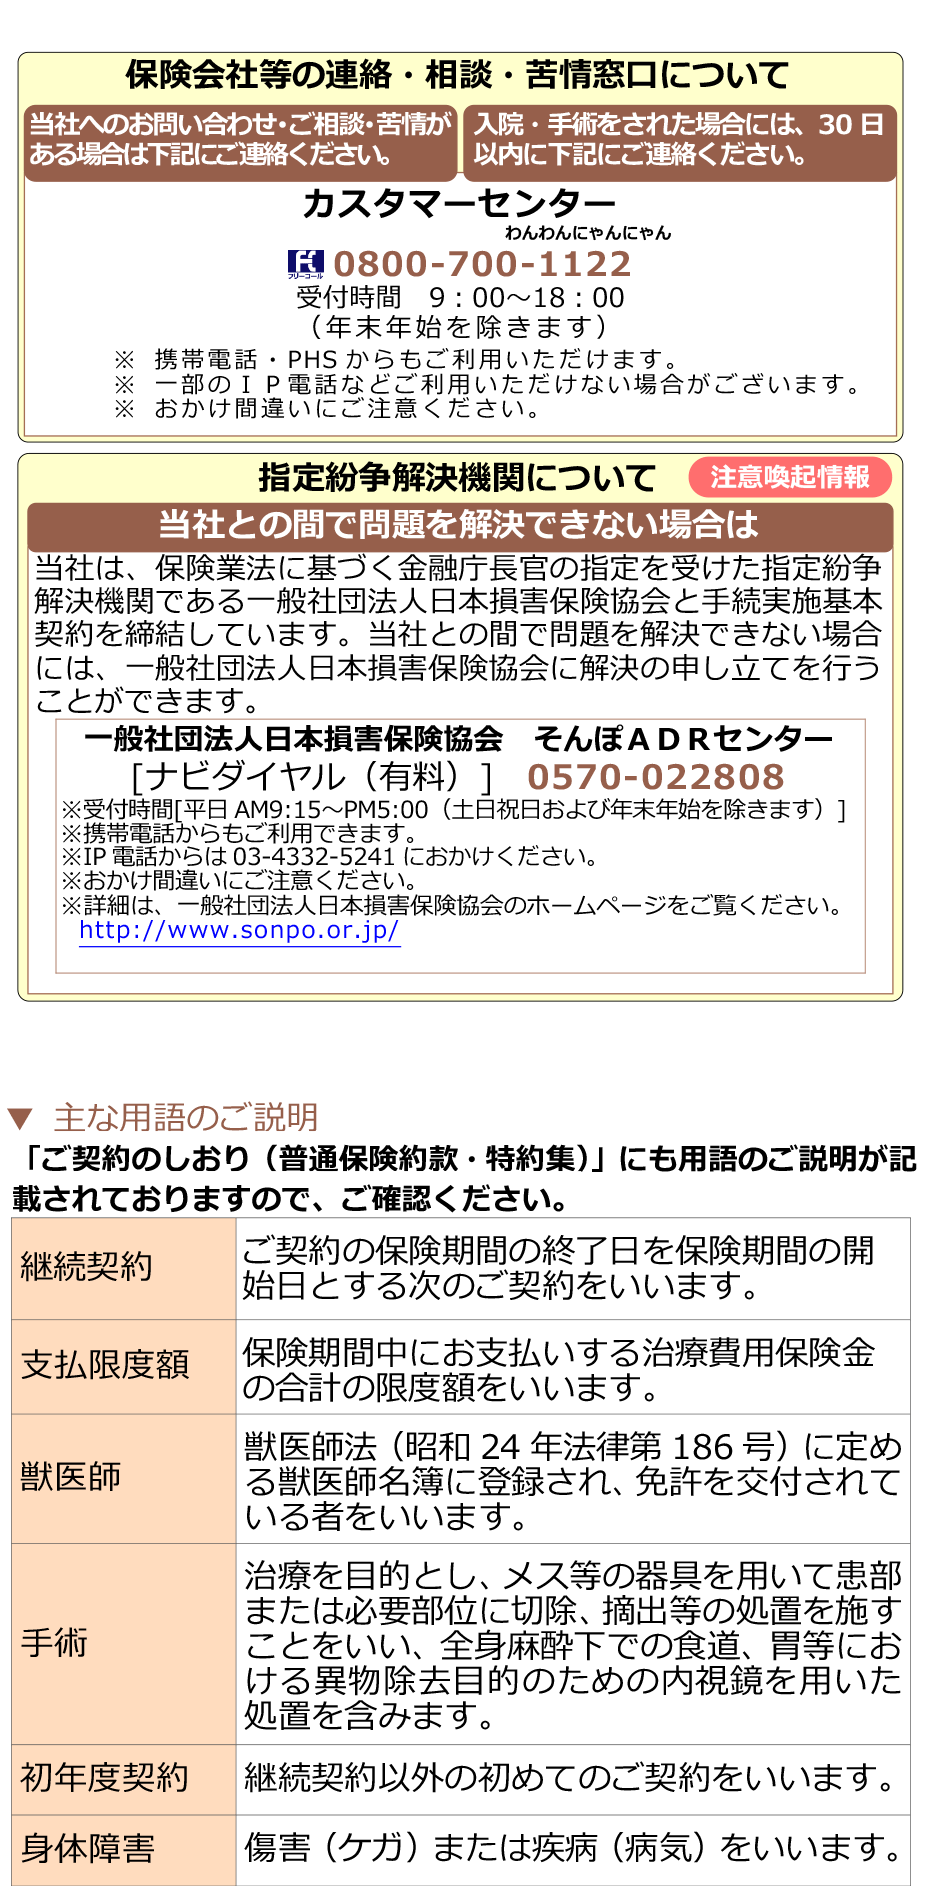 保険会社等の連絡・相談・苦情窓口について
当社へのお問い合わせ・ご相談・苦情が
ある場合は下記にご連絡ください。
入院・手術をされた場合には、30 日
以内に下記にご連絡ください。
カスタマーセンター
わんわんにゃんにゃん
フリーコール
0800-700-1122
受付時間　9：00～18：00
（年末年始を除きます）
※ 携帯電話・PHS からもご利用いただけます。
※ 一部のＩＰ電話などご利用いただけない場合がございます。
※ おかけ間違いにご注意ください。
指定紛争解決機関について
注意喚起情報
当社との間で問題を解決できない場合は
当社は、保険業法に基づく金融庁長官の指定を受けた指定紛争
解決機関である一般社団法人日本損害保険協会と手続実施基本
契約を締結しています。当社との間で問題を解決できない場合
には、一般社団法人日本損害保険協会に解決の申し立てを行う
ことができます。
一般社団法人日本損害保険協会　そんぽＡＤＲセンター
[ナビダイヤル（有料）]　0570-022808
※受付時間[平日 AM9:15～PM5:00（土日祝日および年末年始を除きます）]
※携帯電話からもご利用できます。
※IP 電話からは 03-4332-5241 におかけください。
※おかけ間違いにご注意ください。
※詳細は、一般社団法人日本損害保険協会のホームページをご覧ください。
http://www.sonpo.or.jp/
▼ 主な用語のご説明
「ご契約のしおり（普通保険約款・特約集）」にも用語のご説明が記
載されておりますので、ご確認ください。
継続契約
ご契約の保険期間の終了日を保険期間の開
始日とする次のご契約をいいます。
支払限度額
保険期間中にお支払いする治療費用保険金
の合計の限度額をいいます。
獣医師
獣医師法（昭和 24 年法律第 186 号）に定め
る獣医師名簿に登録され、免許を交付されて
いる者をいいます。
手術
治療を目的とし、メス等の器具を用いて患部
または必要部位に切除、摘出等の処置を施す
ことをいい、全身麻酔下での食道、胃等にお
ける異物除去目的のための内視鏡を用いた
処置を含みます。
初年度契約
継続契約以外の初めてのご契約をいいます。
身体障害
傷害（ケガ）または疾病（病気）をいいます。